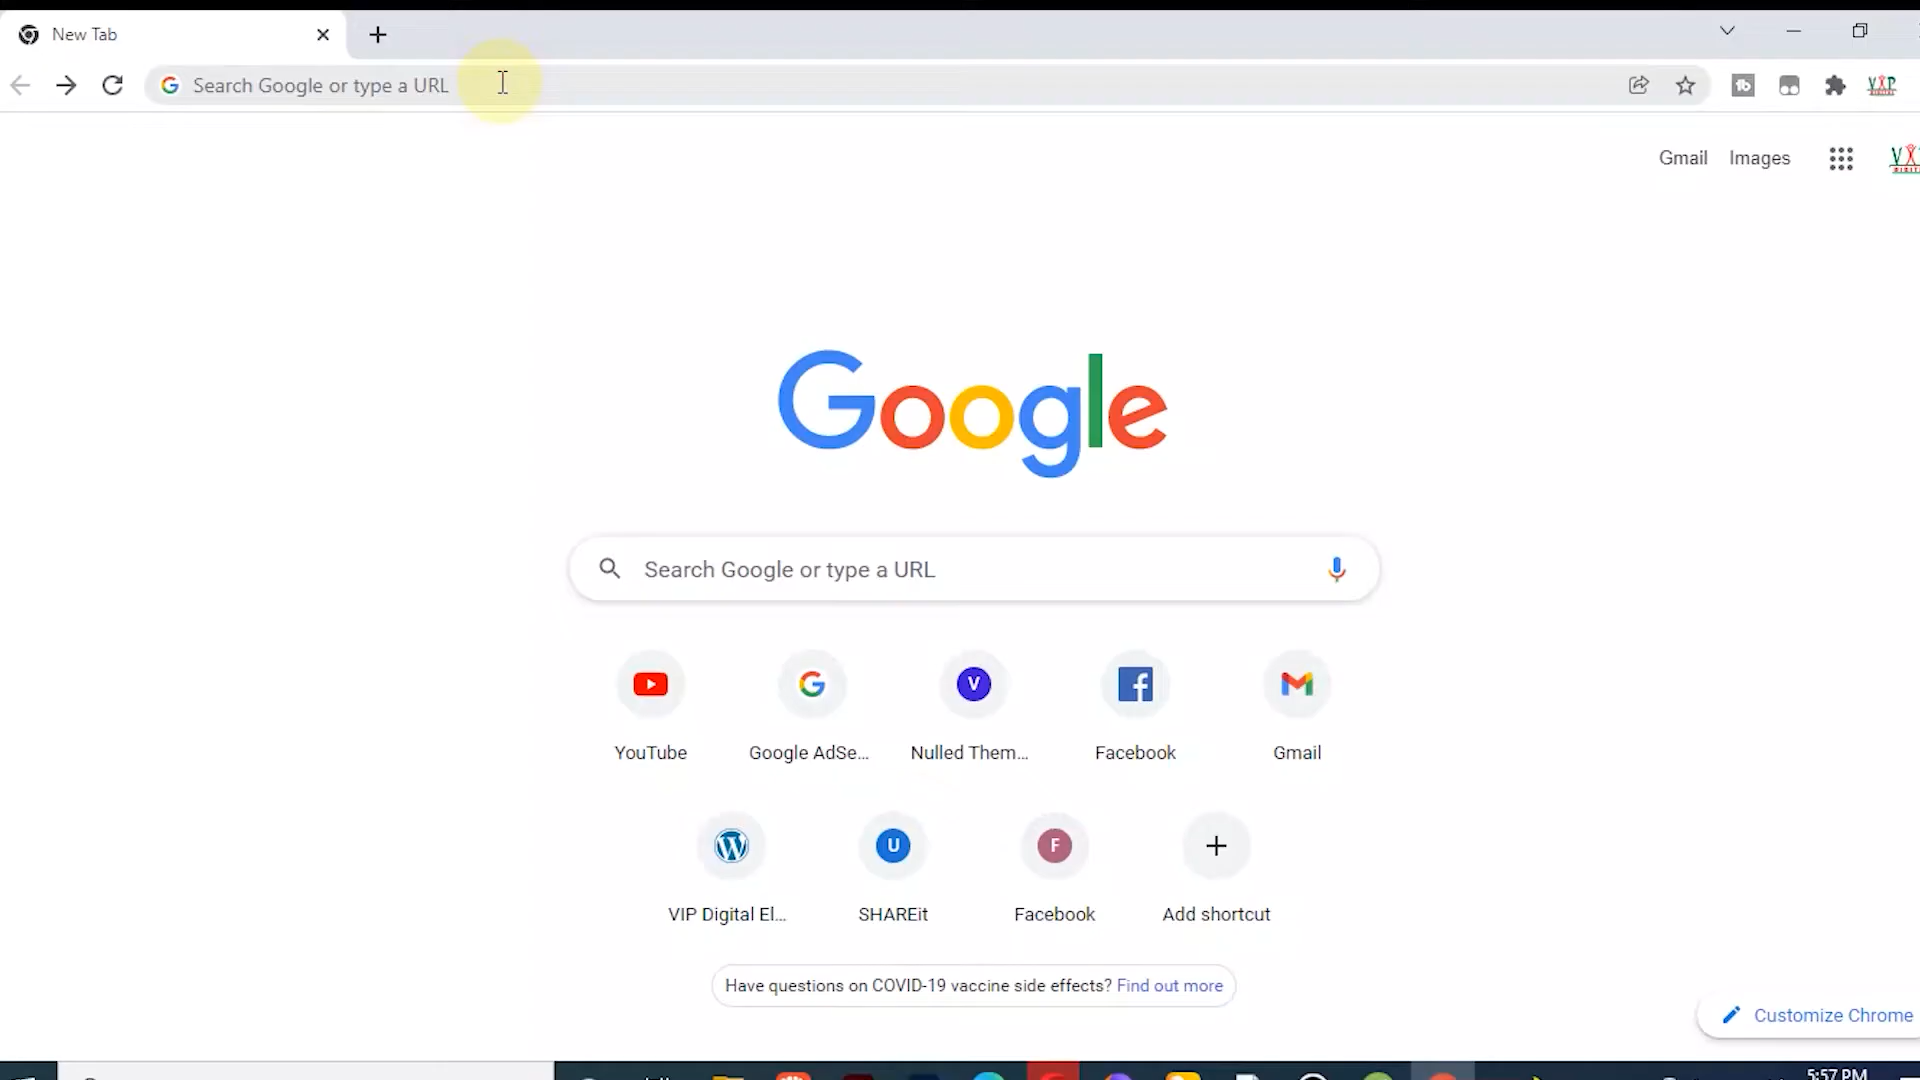 New Tab
Search Google or type a URL
Gmail Images
Google
Search Google or type a URL
YouTube
Google AdSe...
V
Nulled Them...
Facebook
Gmail
VIP Digital El...
U
SHAREit
F
Facebook
Add shortcut
Have questions on COVID-19 vaccine side effects? Find out more
Customize Chrome
5:57 PM